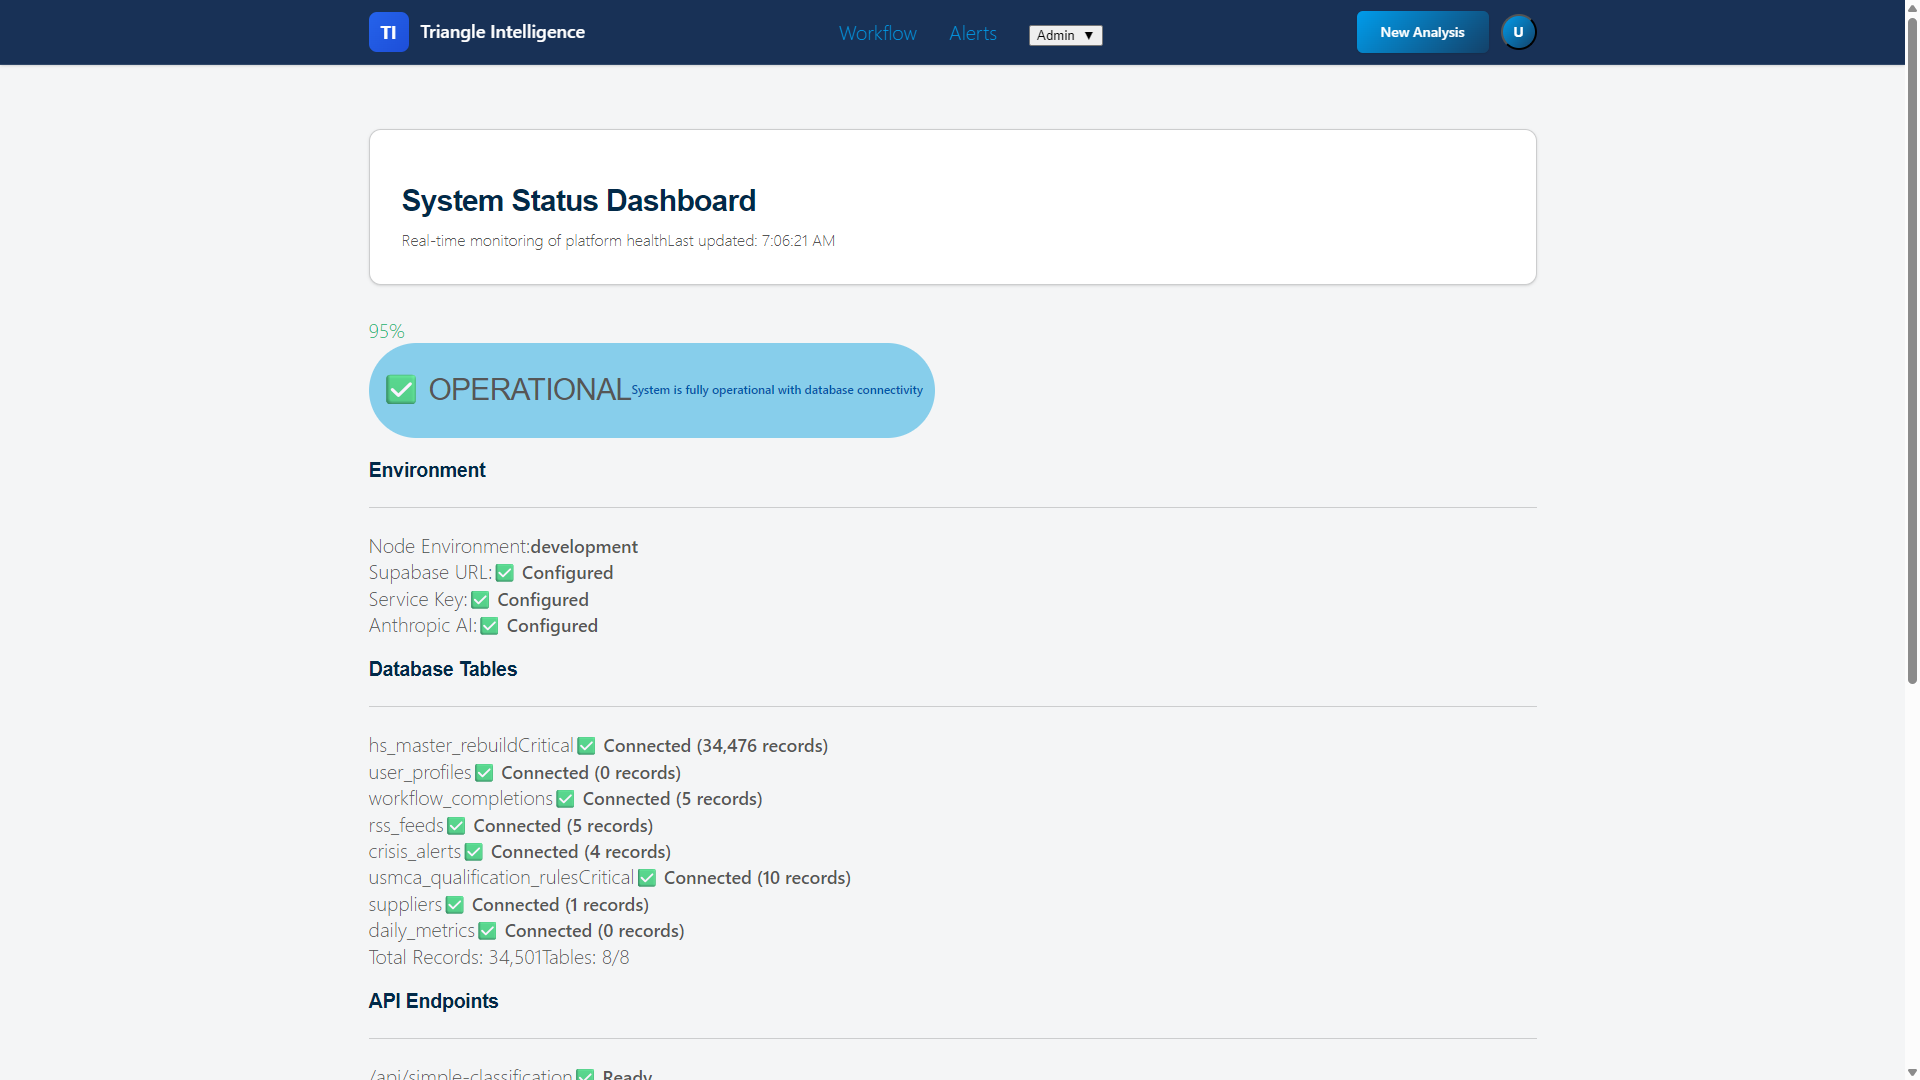 TI Triangle Intelligence Workflow Alerts Admin ▼ New Analysis U
System Status Dashboard
Real-time monitoring of platform healthLast updated: 7:06:21 AM
95%
✅ OPERATIONALSystem is fully operational with database connectivity
Environment
Node Environment:development
Supabase URL:✅ Configured
Service Key:✅ Configured
Anthropic AI:✅ Configured
Database Tables
hs_master_rebuildCritical✅ Connected (34,476 records)
user_profiles✅ Connected (0 records)
workflow_completions✅ Connected (5 records)
rss_feeds✅ Connected (5 records)
crisis_alerts✅ Connected (4 records)
usmca_qualification_rulesCritical✅ Connected (10 records)
suppliers✅ Connected (1 records)
daily_metrics✅ Connected (0 records)
Total Records: 34,501Tables: 8/8
API Endpoints
/api/simple-classification✅ Ready